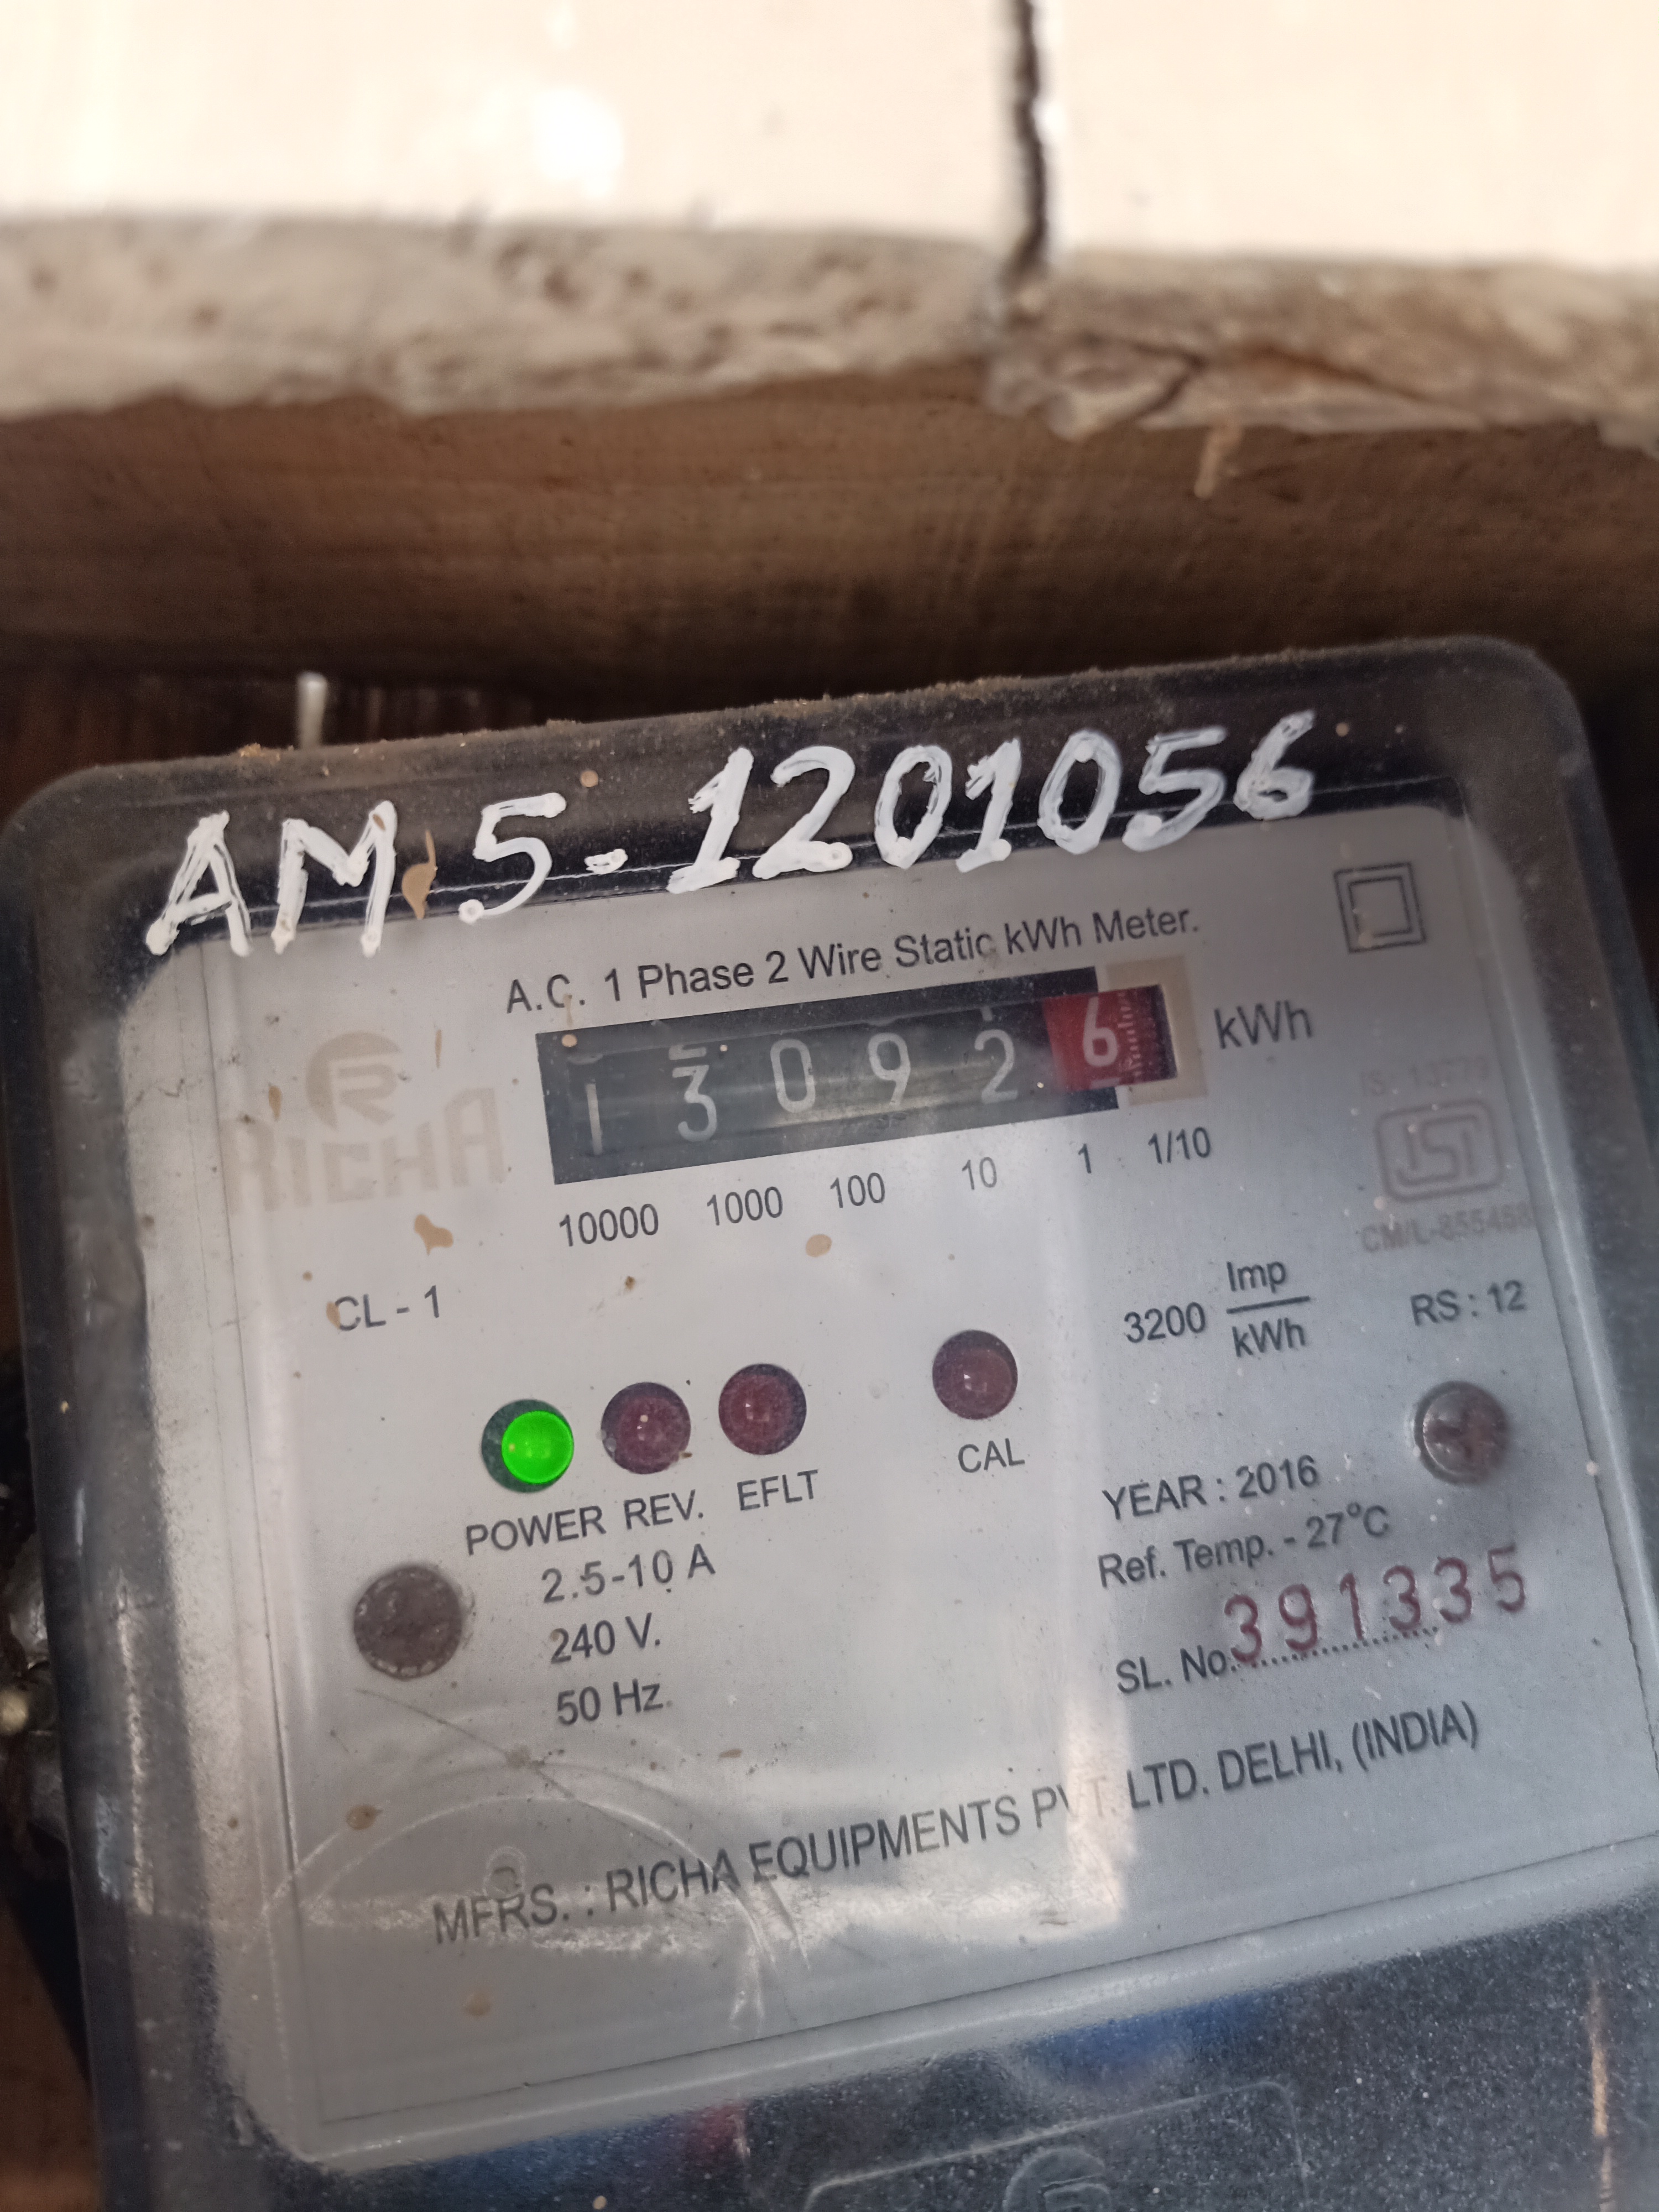 AM.5-1201056
A.C. 1 Phase 2 Wire Static kWh Meter.
1 3 0 9 2 6 kWh
10000 1000 100 10 1 1/10
RICHA
CL - 1
3200 Imp/kWh
RS : 12
POWER REV. EFLT
CAL
2.5-10 A
240 V.
50 Hz.
YEAR : 2016
Ref. Temp. - 27°C
SL. No. 391335
MFRS. : RICHA EQUIPMENTS PVT. LTD. DELHI, (INDIA)